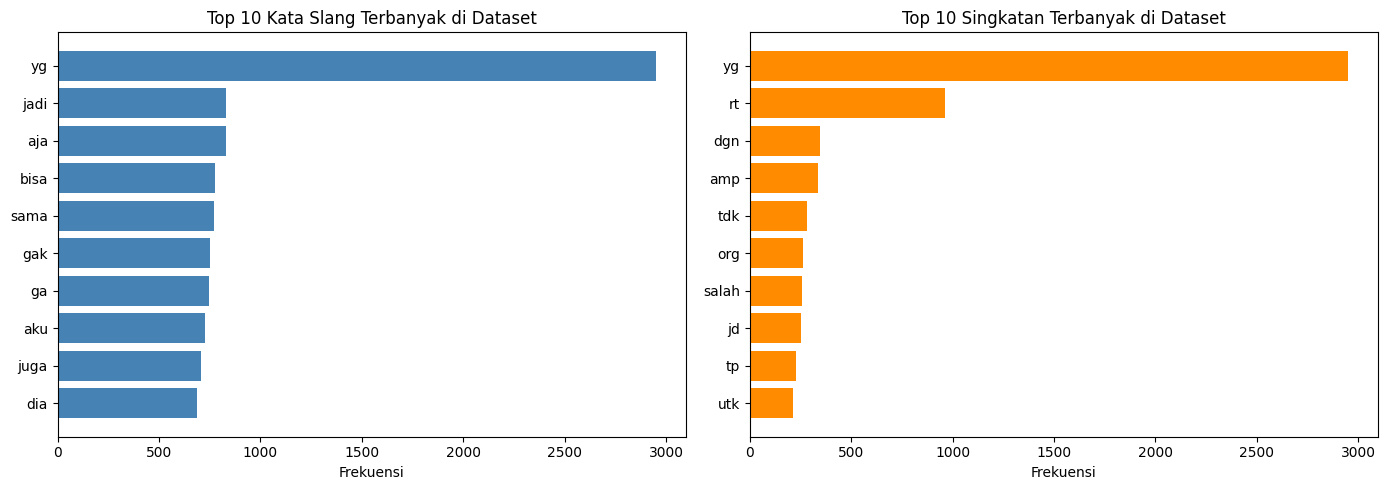 Top 10 Kata Slang Terbanyak di Dataset
yg
jadi
aja
bisa
sama
gak
ga
aku
juga
dia
0 500 1000 1500 2000 2500 3000
Frekuensi
Top 10 Singkatan Terbanyak di Dataset
yg
rt
dgn
amp
tdk
org
salah
jd
tp
utk
0 500 1000 1500 2000 2500 3000
Frekuensi